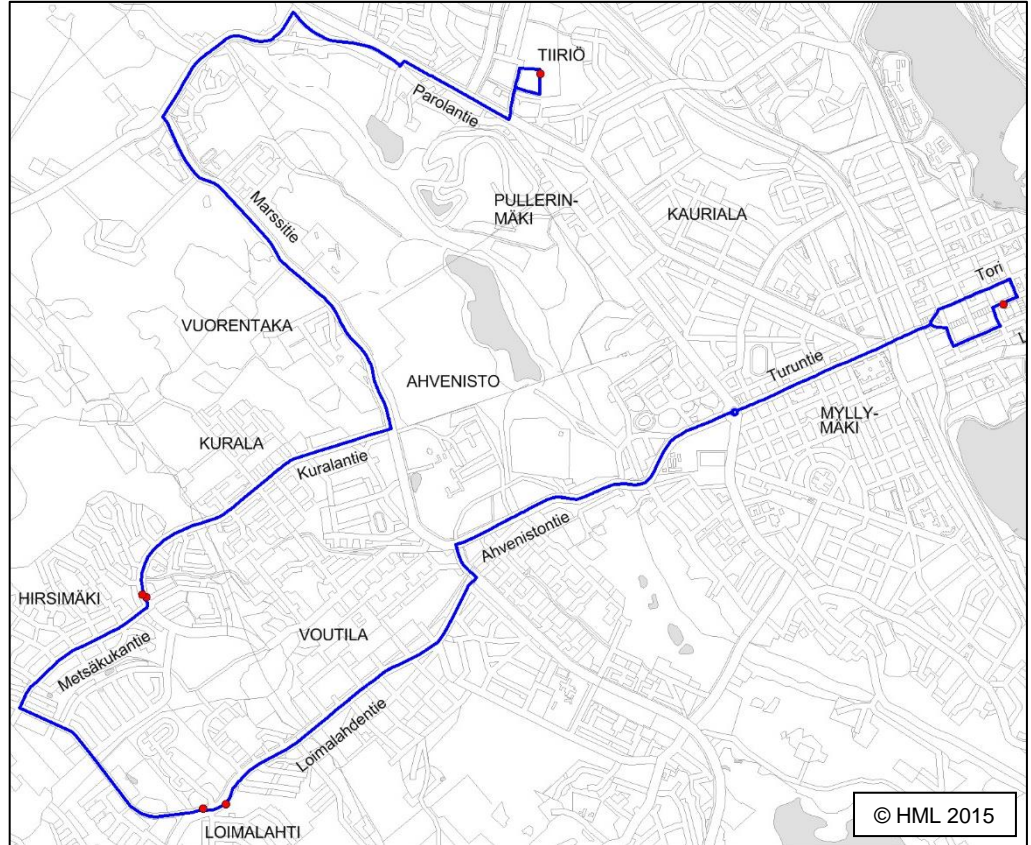 TIIRIÖ
Parolantie
PULLERIN-
MÄKI
KAURIALA
Marssitie
Tori
VUORENTAKA
L
AHVENISTO
Turuntie
MYLLY-
MÄKI
KURALA
Kuralantie
Ahvenistontie
HIRSIMÄKI
VOUTILA
Metsäkukantie
Loimalahdentie
LOIMALAHTI
© HML 2015